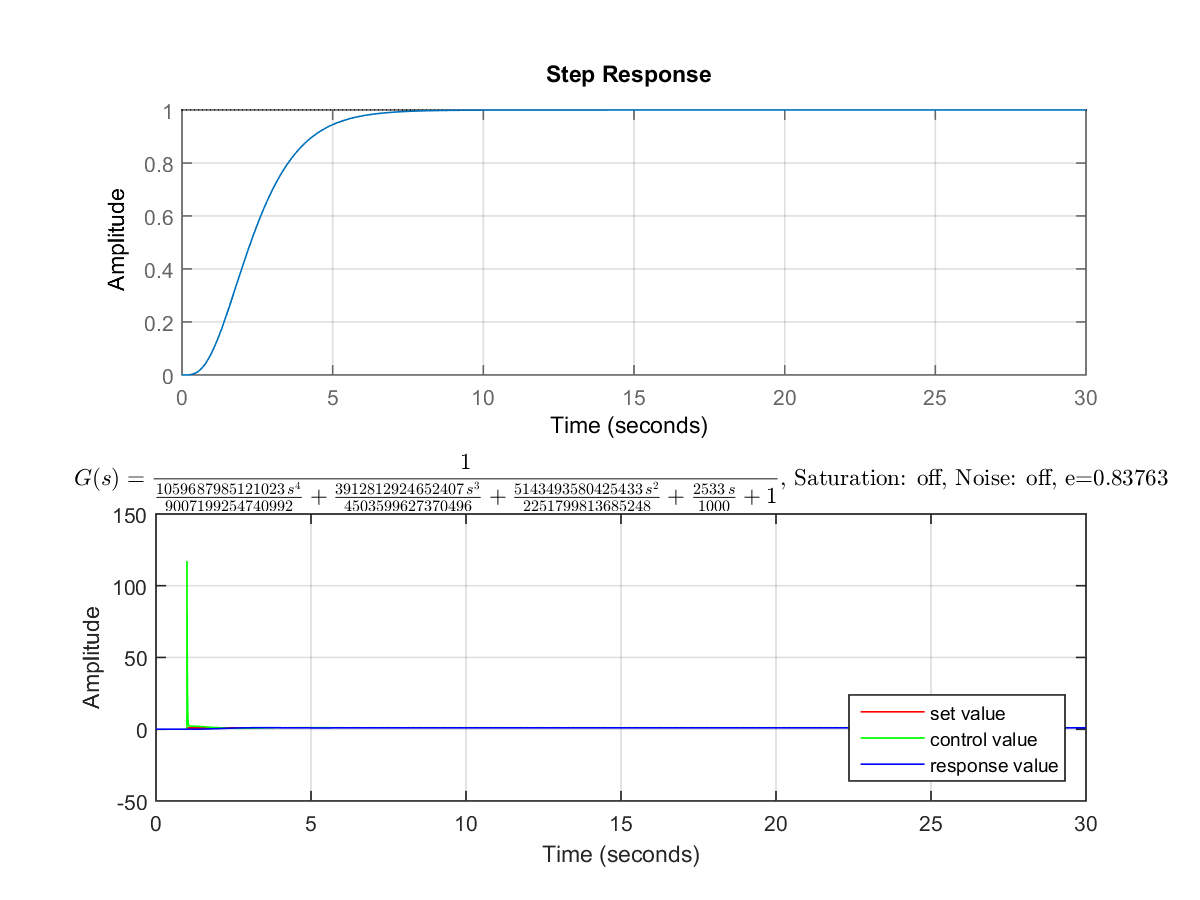 Step Response
Amplitude
1
0.8
0.6
0.4
0.2
0
0 5 10 15 20 25 30
Time (seconds)
G(s) = 1 / (1059687985121023 s^4 / 9007199254740992 + 3912812924652407 s^3 / 4503599627370496 + 5143493580425433 s^2 / 2251799813685248 + 2533 s / 1000 + 1), Saturation: off, Noise: off, e=0.83763
Amplitude
150
100
50
0
-50
set value
control value
response value
0 5 10 15 20 25 30
Time (seconds)